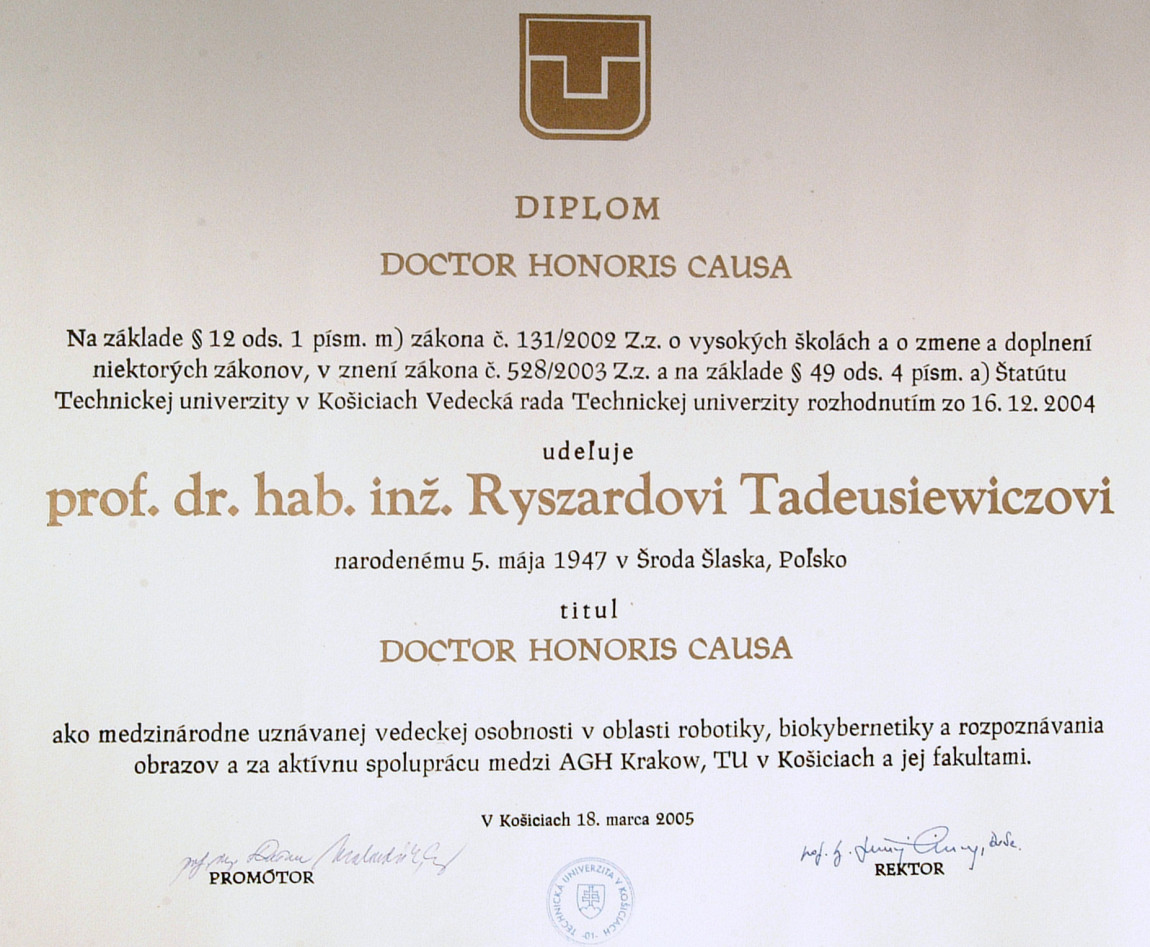 DIPLOM
DOCTOR HONORIS CAUSA
Na základe § 12 ods. 1 písm. m) zákona č. 131/2002 Z.z. o vysokých školách a o zmene a doplnení
niektorých zákonov, v znení zákona č. 528/2003 Z.z. a na základe § 49 ods. 4 písm. a) Štatútu
Technickej univerzity v Košiciach Vedecká rada Technickej univerzity rozhodnutím zo 16. 12. 2004
udeľuje
prof. dr. hab. inž. Ryszardovi Tadeusiewiczovi
narodenému 5. mája 1947 v Šroda Šlaska, Poľsko
titul
DOCTOR HONORIS CAUSA
ako medzinárodne uznávanej vedeckej osobnosti v oblasti robotiky, biokybernetiky a rozpoznávania
obrazov a za aktívnu spoluprácu medzi AGH Krakow, TU v Košiciach a jej fakultami.
V Košiciach 18. marca 2005
PROMÓTOR
REKTOR
TECHNICKÁ UNIVERZITA V KOŠICIACH